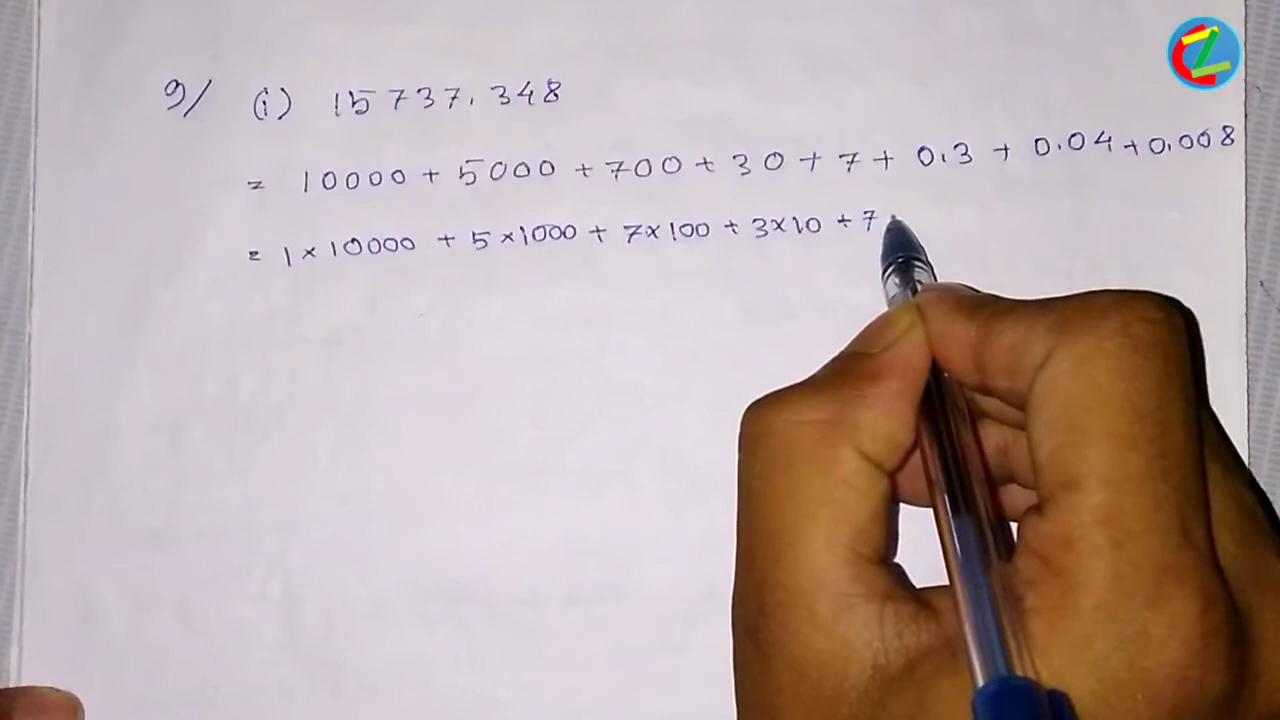 9/ (i) 15737.348
= 10000 + 5000 + 700 + 30 + 7 + 0.3 + 0.04 + 0.008
= 1 × 10000 + 5 × 1000 + 7 × 100 + 3 × 10 + 7